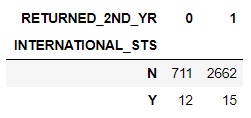 RETURNED_2ND_YR 0 1
INTERNATIONAL_STS
N 711 2662
Y 12 15